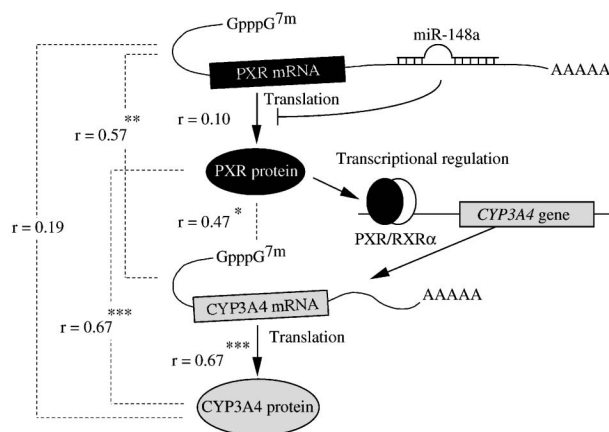 GpppG7m
miR-148a
PXR mRNA
AAAAA
Translation
r = 0.10
r = 0.57**
PXR protein
Transcriptional regulation
r = 0.19
r = 0.47*
PXR/RXRα
CYP3A4 gene
GpppG7m
AAAAA
CYP3A4 mRNA
r = 0.67***
Translation
r = 0.67***
CYP3A4 protein